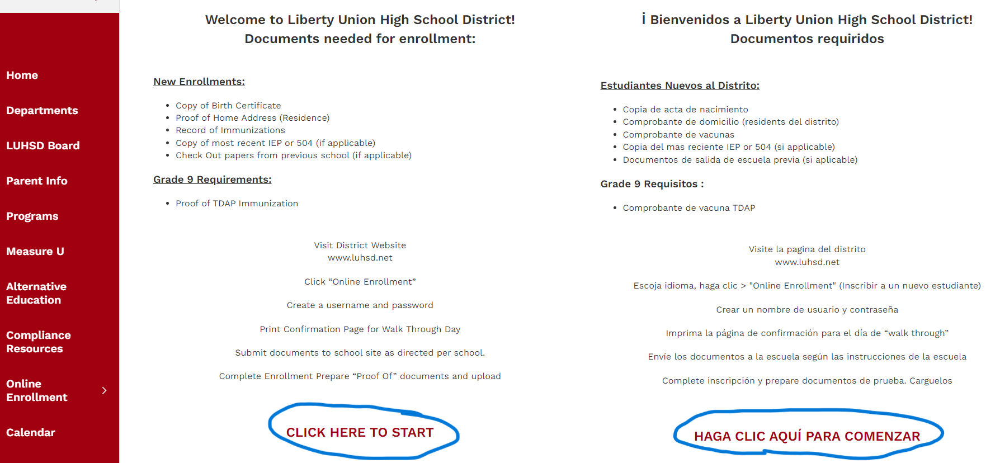 Home
Departments
LUHSD Board
Parent Info
Programs
Measure U
Alternative
Education
Compliance
Resources
Online
Enrollment
Calendar
Welcome to Liberty Union High School District!
Documents needed for enrollment:
New Enrollments:
Copy of Birth Certificate
Proof of Home Address (Residence)
Record of Immunizations
Copy of most recent IEP or 504 (if applicable)
Check Out papers from previous school (if applicable)
Grade 9 Requirements:
Proof of TDAP Immunization
Visit District Website
www.luhsd.net
Click “Online Enrollment”
Create a username and password
Print Confirmation Page for Walk Through Day
Submit documents to school site as directed per school.
Complete Enrollment Prepare “Proof Of” documents and upload
CLICK HERE TO START
İ Bienvenidos a Liberty Union High School District!
Documentos requiridos
Estudiantes Nuevos al Distrito:
Copia de acta de nacimiento
Comprobante de domicilio (residents del distrito)
Comprobante de vacunas
Copia del mas reciente IEP or 504 (si applicable)
Documentos de salida de escuela previa (si aplicable)
Grade 9 Requisitos :
Comprobante de vacuna TDAP
Visite la pagina del distrito
www.luhsd.net
Escoja idioma, haga clic > "Online Enrollment" (Inscribir a un nuevo estudiante)
Crear un nombre de usuario y contraseña
Imprima la página de confirmación para el día de “walk through”
Envíe los documentos a la escuela según las instrucciones de la escuela
Complete inscripción y prepare documentos de prueba. Carguelos
HAGA CLIC AQUÍ PARA COMENZAR